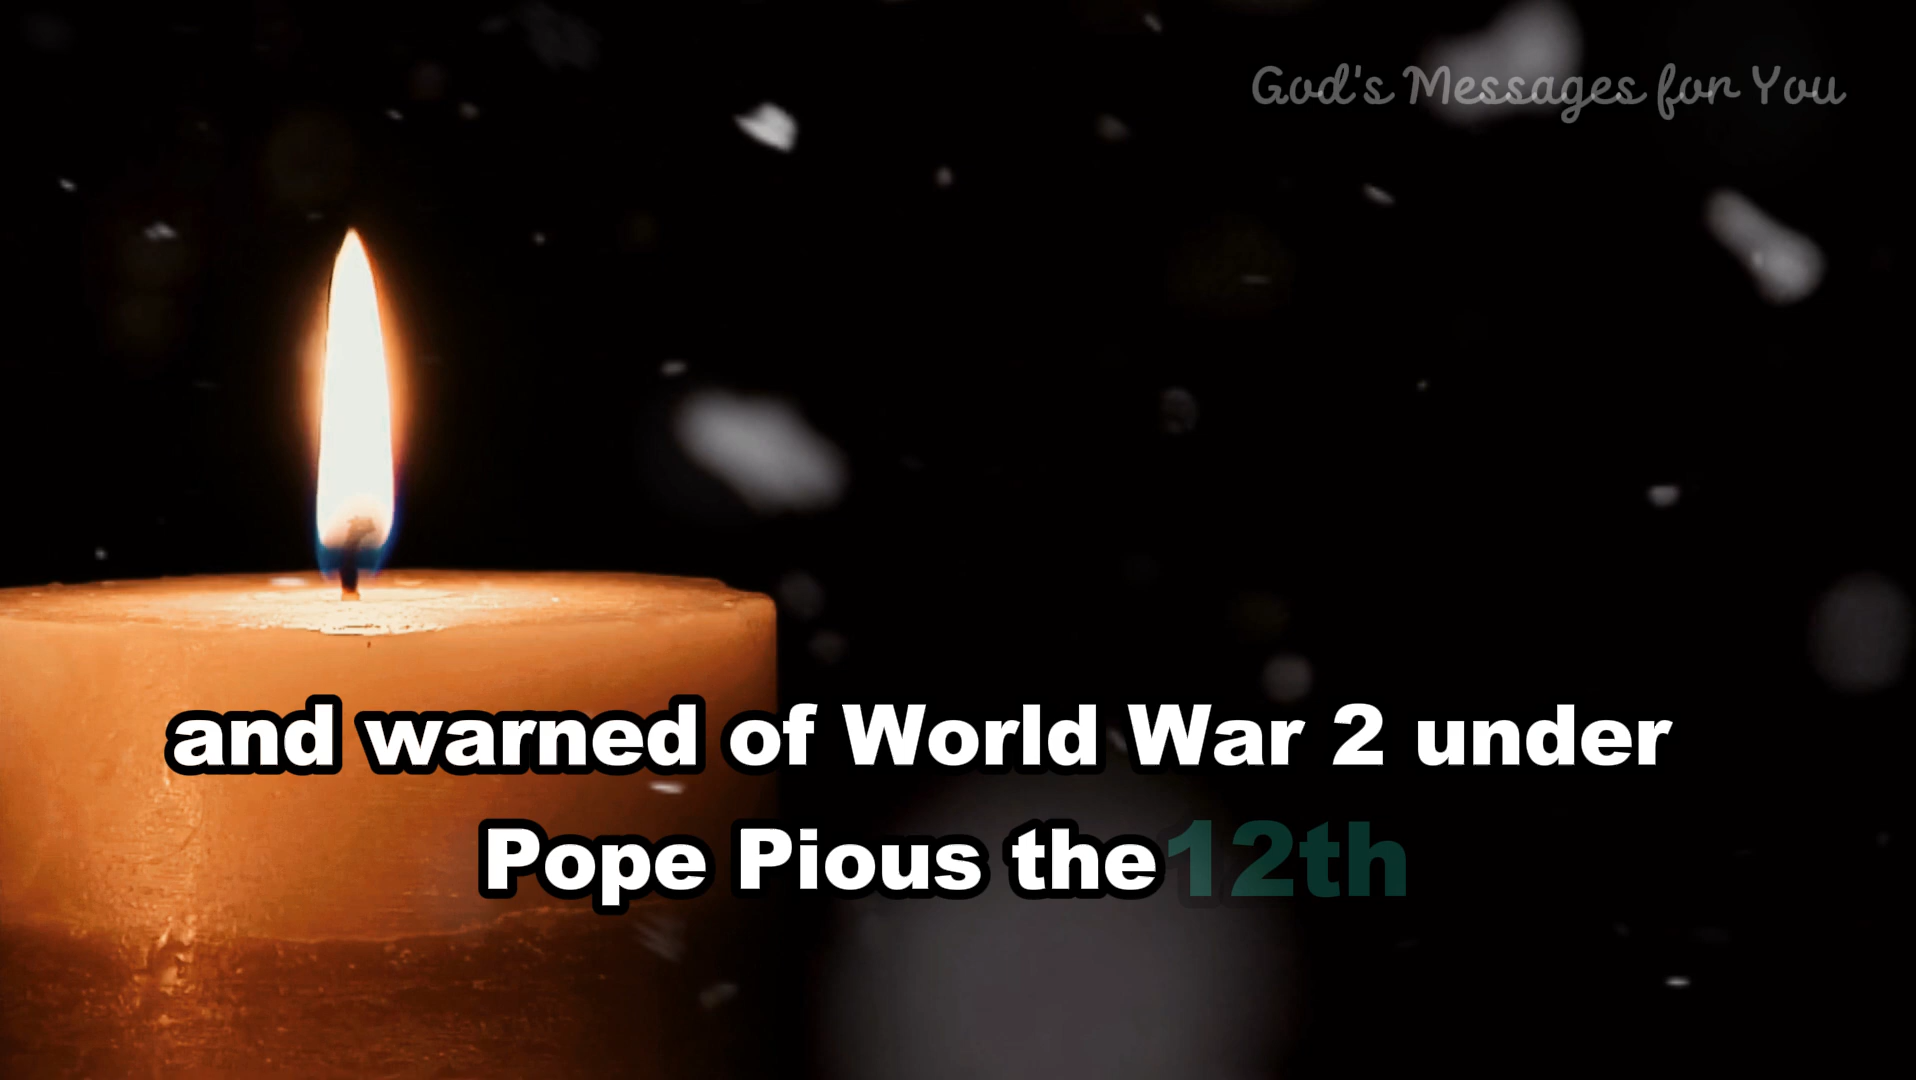 God's Messages for You
and warned of World War 2 under
Pope Pious the 12th